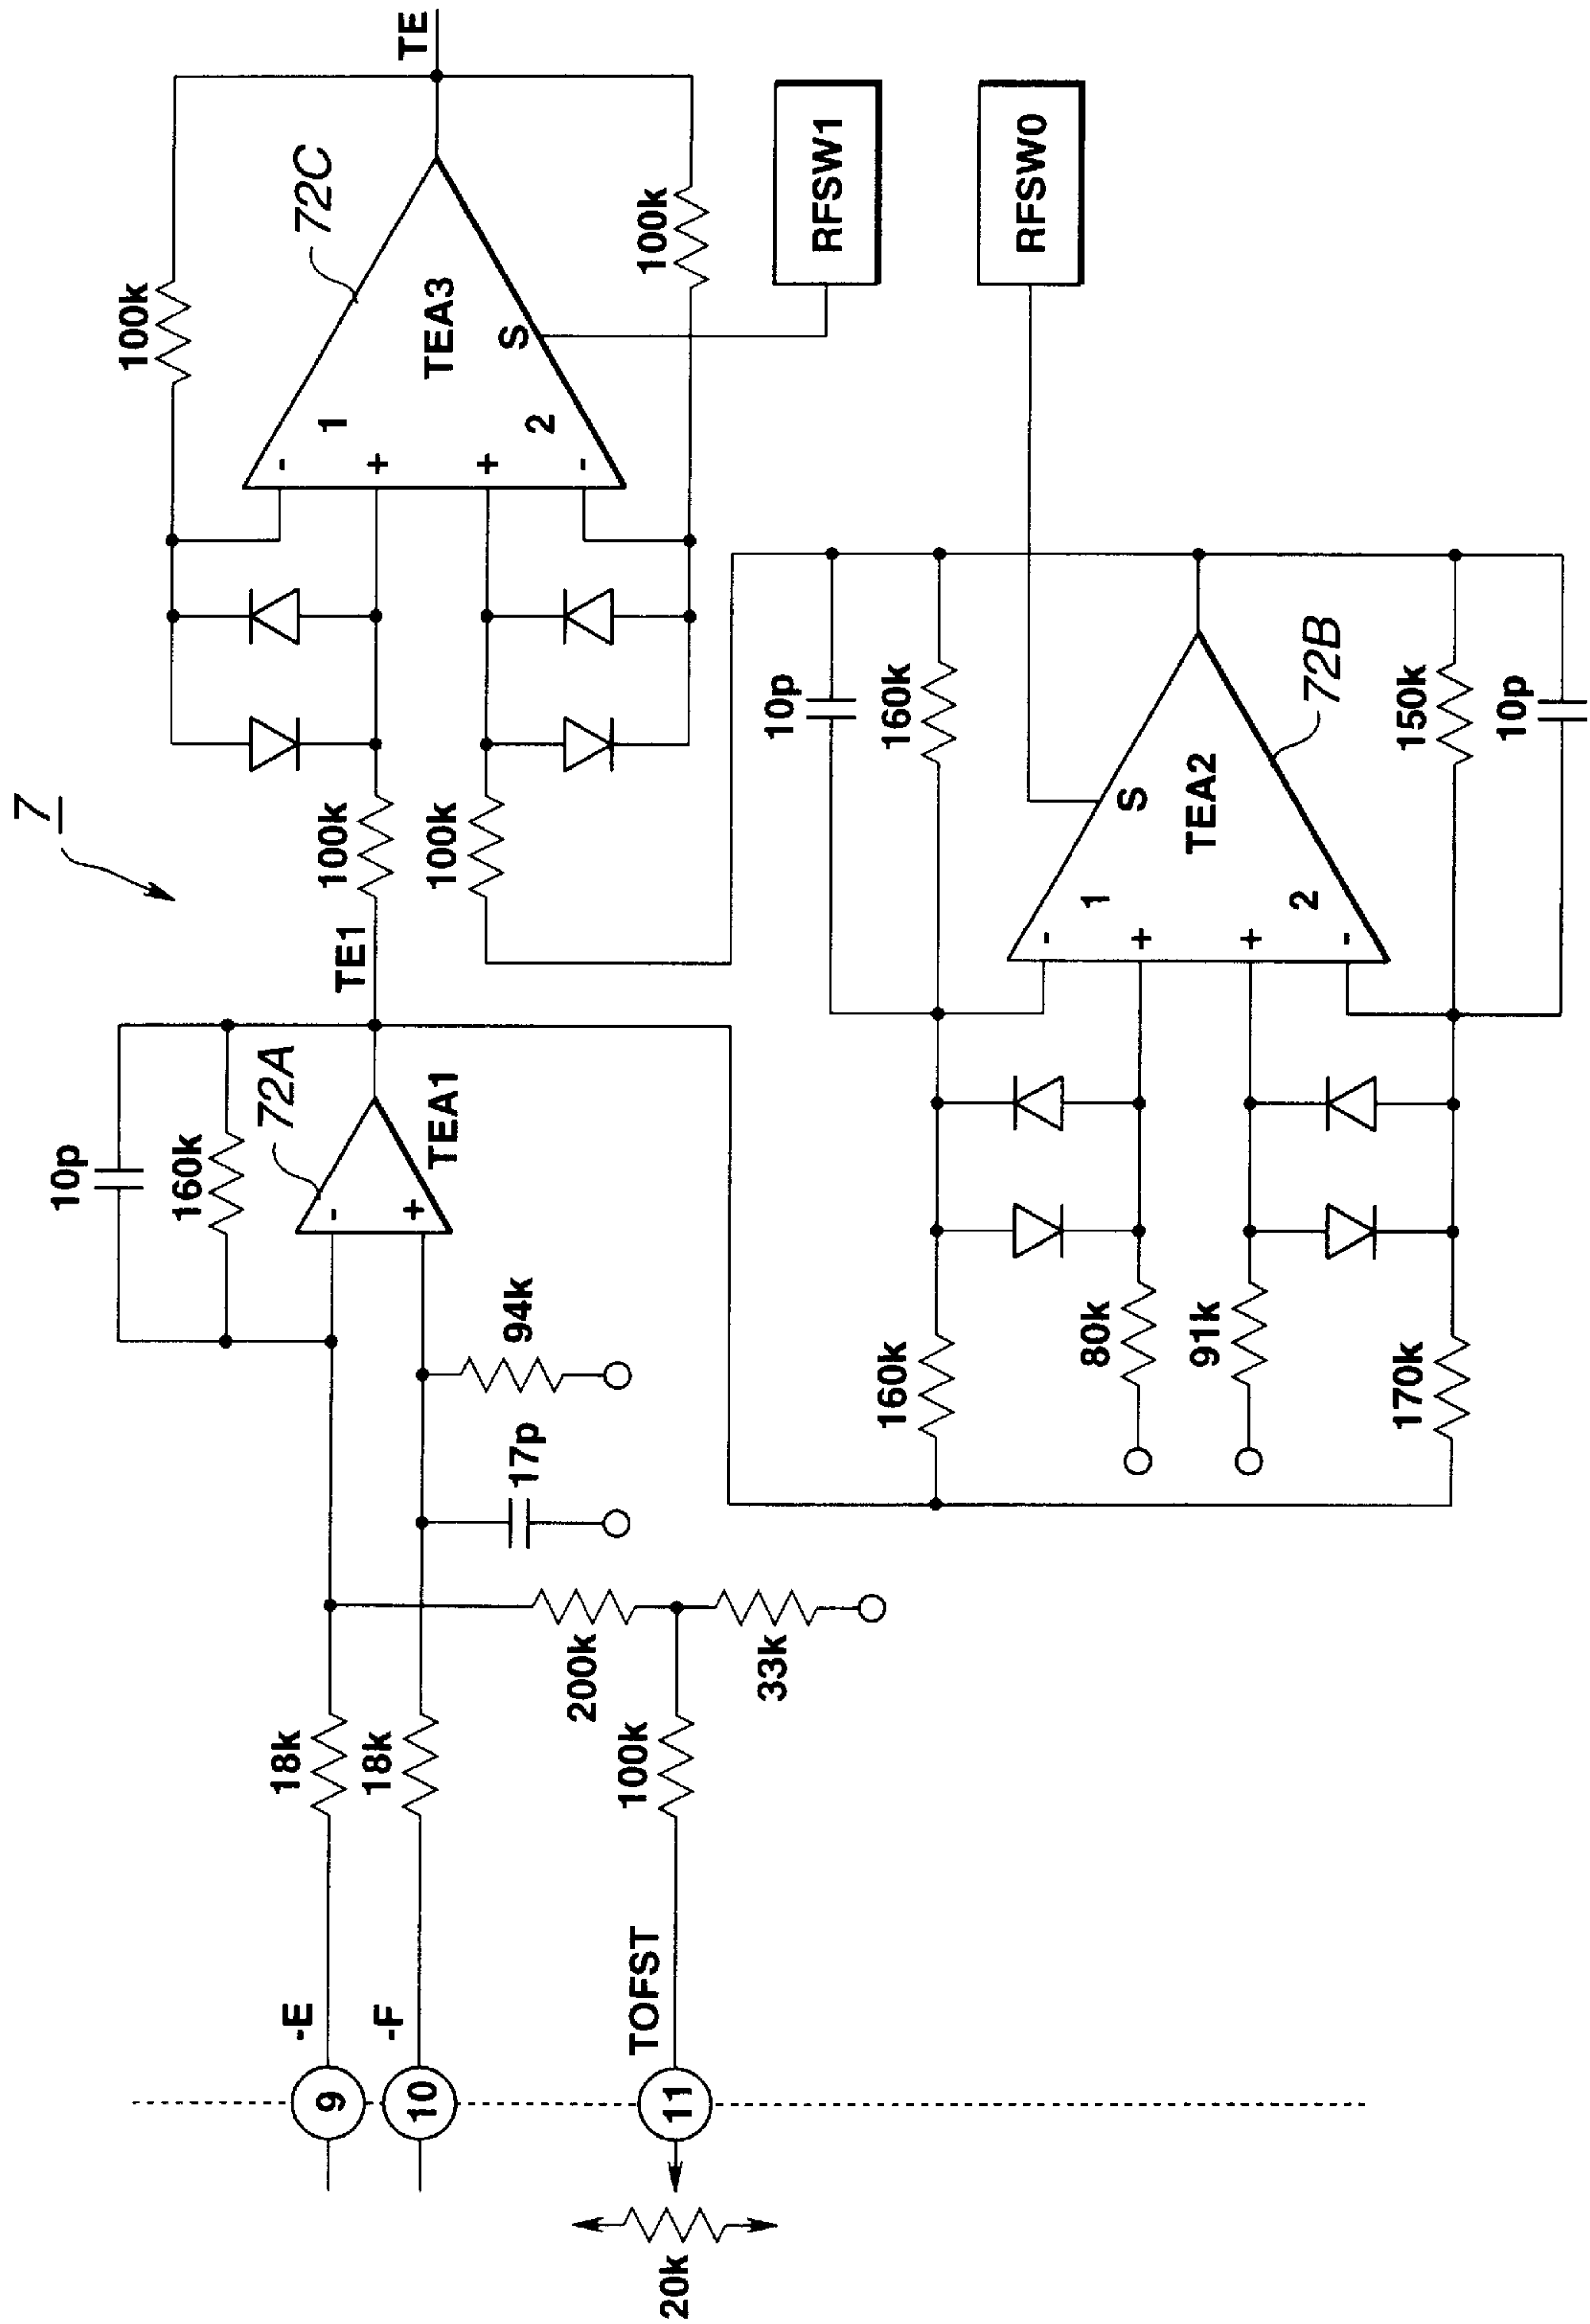 7
9
-E
18k
10
-F
18k
11
TOFST
20k
100k
200k
33k
17p
94k
10p
160k
-
+
72A
TEA1
TE1
100k
100k
100k
-
1
+
+
2
-
TEA3
S
72C
100k
TE
RFSW1
RFSW0
160k
80k
91k
170k
10p
160k
-
1
+
+
2
-
S
TEA2
72B
150k
10p